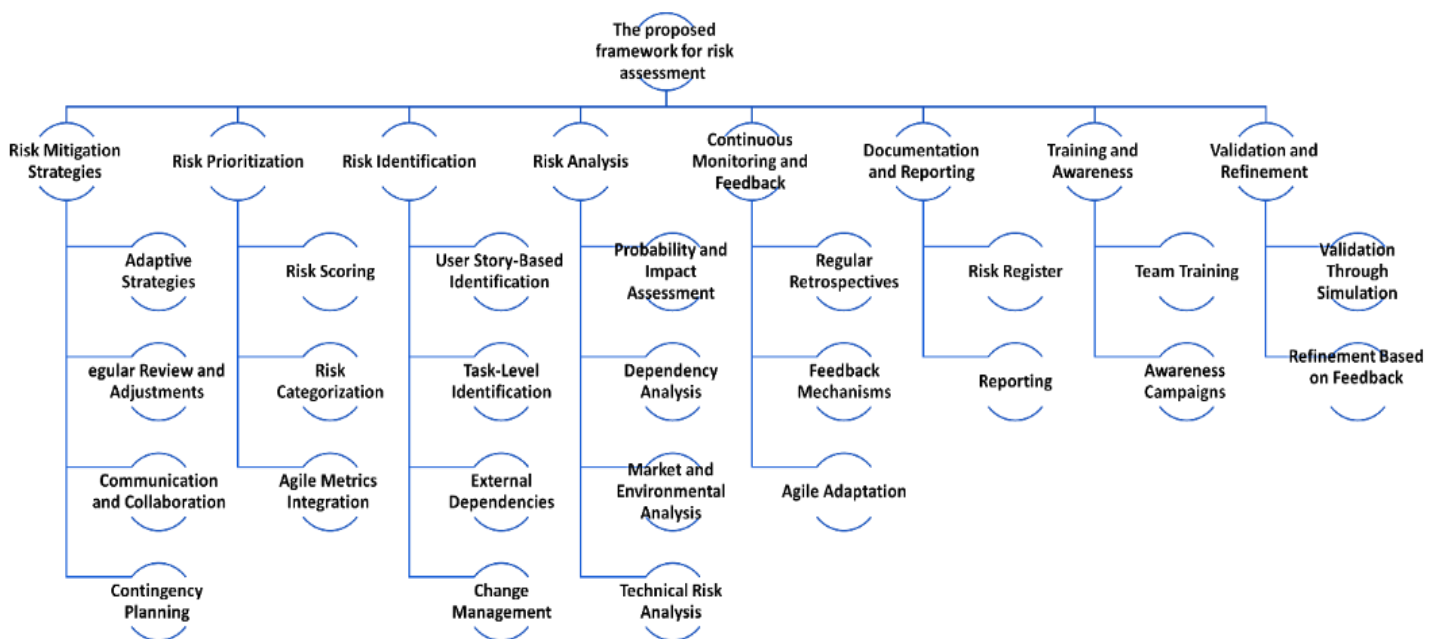 The proposed
framework for risk
assessment
Risk Mitigation
Strategies
Risk Prioritization
Risk Identification
Risk Analysis
Continuous
Monitoring and
Feedback
Documentation
and Reporting
Training and
Awareness
Validation and
Refinement
Adaptive
Strategies
Risk Scoring
User Story-Based
Identification
Probability and
Impact
Assessment
Regular
Retrospectives
Risk Register
Team Training
Validation
Through
Simulation
egular Review and
Adjustments
Risk
Categorization
Task-Level
Identification
Dependency
Analysis
Feedback
Mechanisms
Reporting
Awareness
Campaigns
Refinement Based
on Feedback
Communication
and Collaboration
Agile Metrics
Integration
External
Dependencies
Market and
Environmental
Analysis
Agile Adaptation
Contingency
Planning
Change
Management
Technical Risk
Analysis